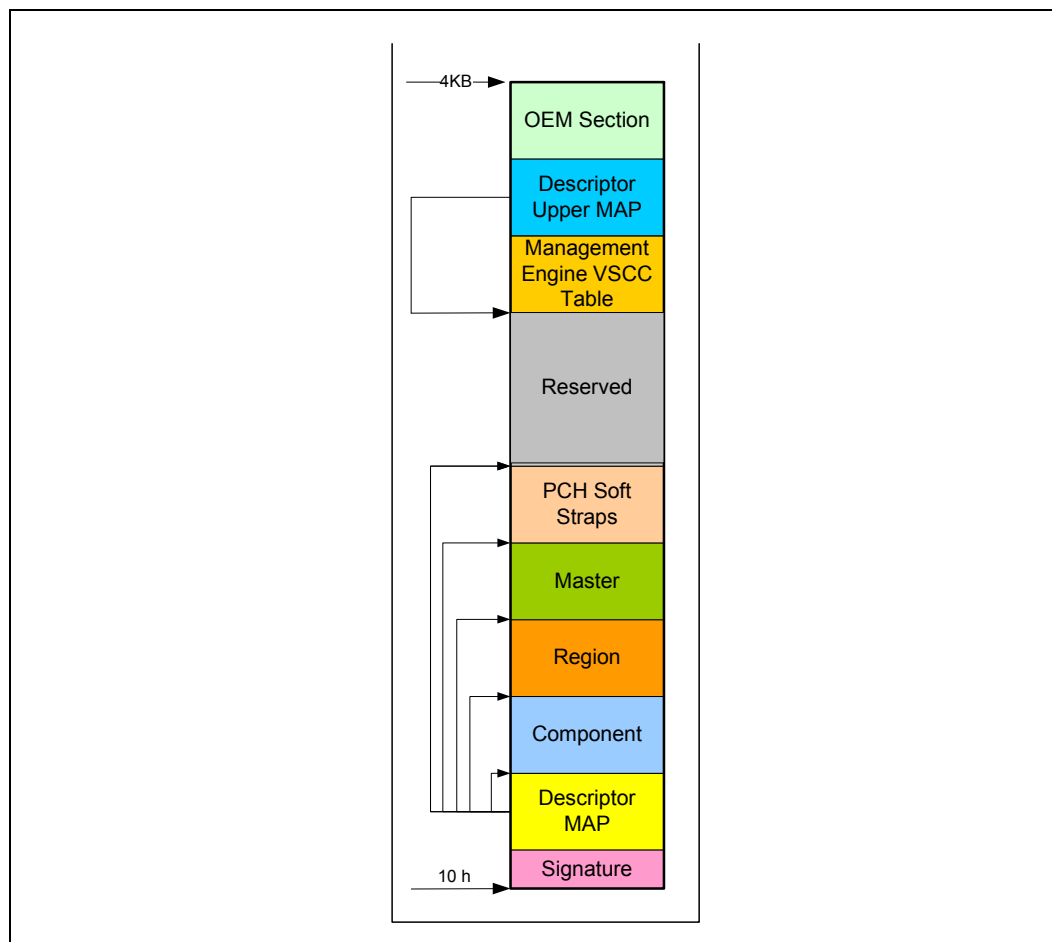 4KB
OEM Section
Descriptor
Upper MAP
Management
Engine VSCC
Table
Reserved
PCH Soft
Straps
Master
Region
Component
Descriptor
MAP
10 h
Signature